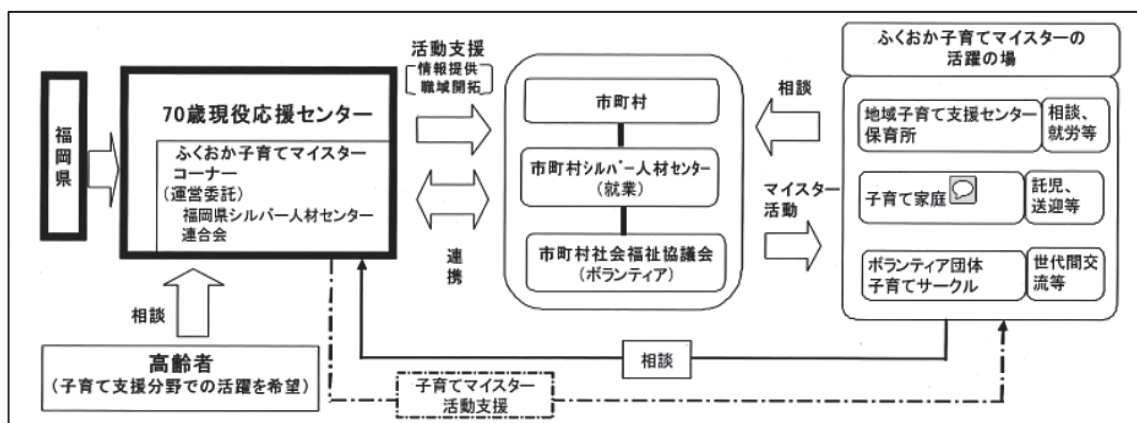 福岡県
70歳現役応援センター
ふくおか子育てマイスター
コーナー
(運営委託)
福岡県シルバー人材センター
連合会
相談
高齢者
(子育て支援分野での活躍を希望)
活動支援
情報提供
職域開拓
連携
市町村
市町村シルバー人材センター
(就業)
市町村社会福祉協議会
(ボランティア)
相談
マイスター
活動
ふくおか子育てマイスターの
活躍の場
地域子育て支援センター
保育所
相談、
就労等
子育て家庭
託児、
送迎等
ボランティア団体
子育てサークル
世代間交
流等
相談
子育てマイスター
活動支援